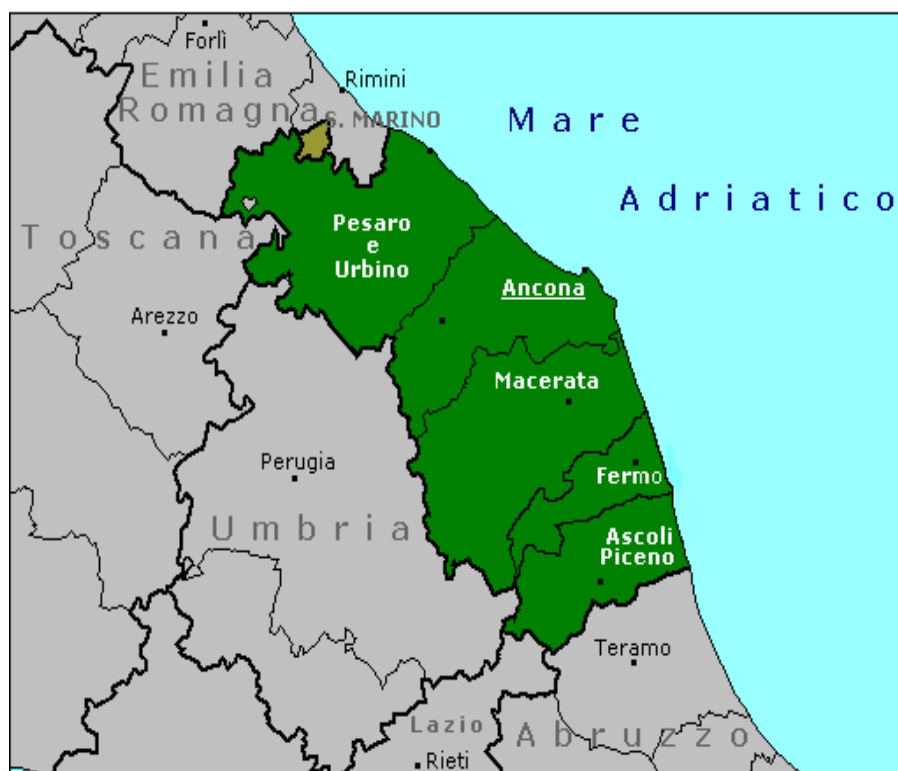 Forlì
Emilia
Romagna
Rimini
S. MARINO
Mare
Adriatico
Toscana
Pesaro
e
Urbino
Ancona
Arezzo
Macerata
Perugia
Fermo
Umbria
Ascoli
Piceno
Teramo
Lazio
Abruzzo
Rieti